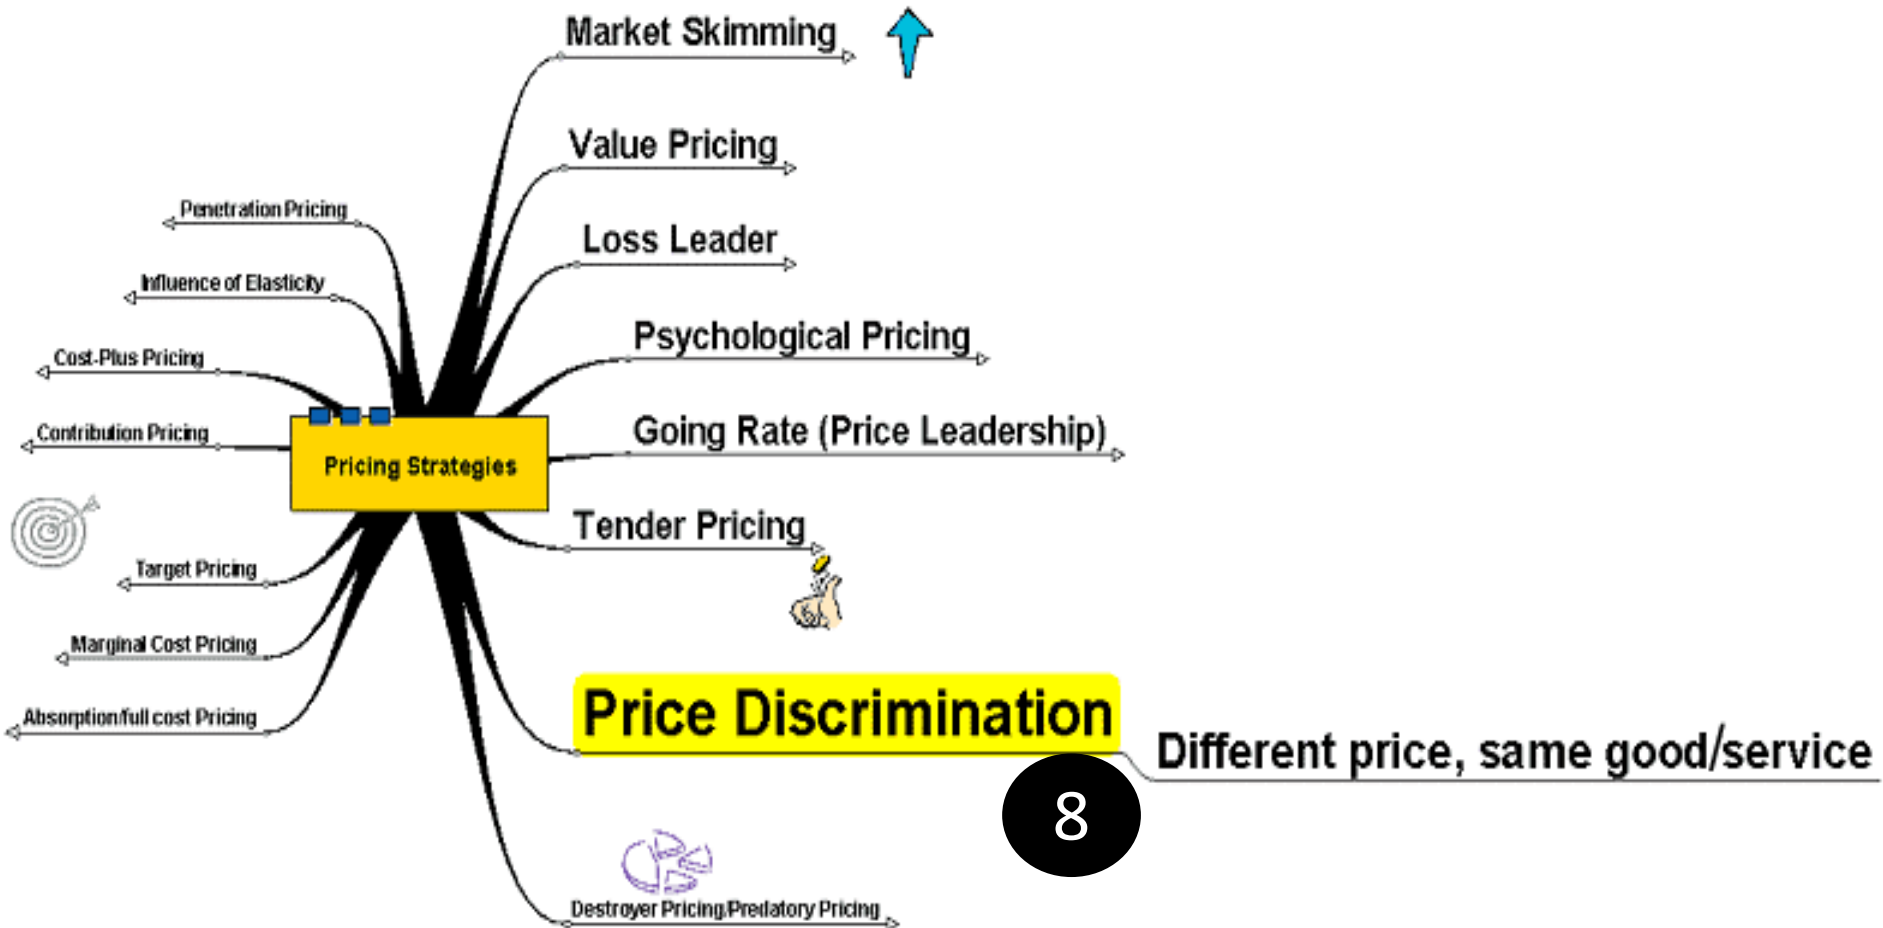 Market Skimming
Value Pricing
Penetration Pricing
Loss Leader
Influence of Elasticity
Psychological Pricing
Cost-Plus Pricing
Going Rate (Price Leadership)
Contribution Pricing
Pricing Strategies
Tender Pricing
Target Pricing
Marginal Cost Pricing
Price Discrimination
Absorption/full cost Pricing
Different price, same good/service
8
Destroyer Pricing/Predatory Pricing